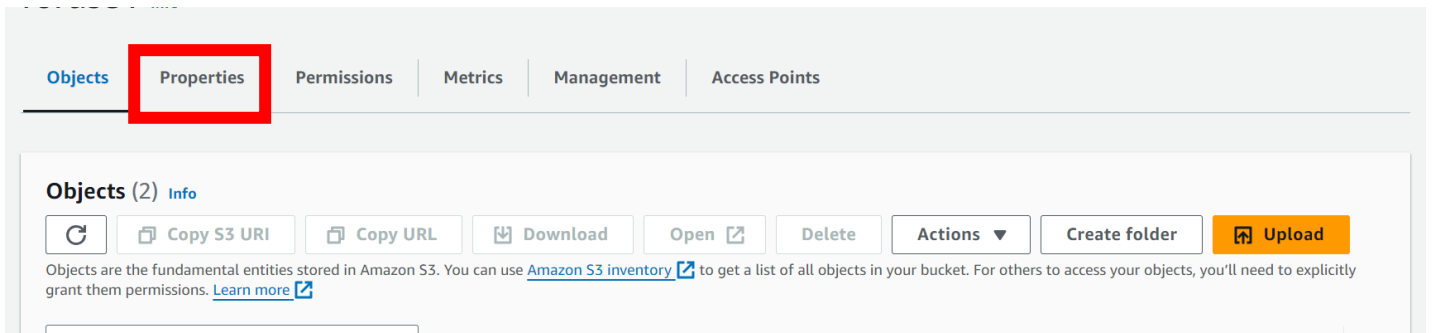 Info
Objects Properties Permissions Metrics Management Access Points
Objects (2) Info
Copy S3 URI Copy URL Download Open Delete Actions Create folder Upload
Objects are the fundamental entities stored in Amazon S3. You can use Amazon S3 inventory to get a list of all objects in your bucket. For others to access your objects, you'll need to explicitly
grant them permissions. Learn more